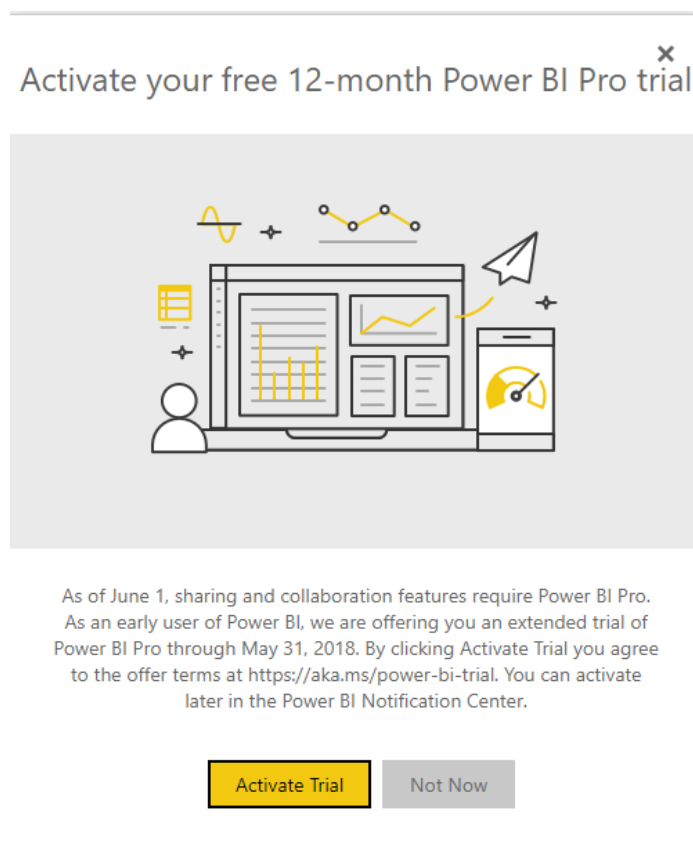 Activate your free 12-month Power BI Pro trial
As of June 1, sharing and collaboration features require Power BI Pro.
As an early user of Power BI, we are offering you an extended trial of
Power BI Pro through May 31, 2018. By clicking Activate Trial you agree
to the offer terms at https://aka.ms/power-bi-trial. You can activate
later in the Power BI Notification Center.
Activate Trial
Not Now